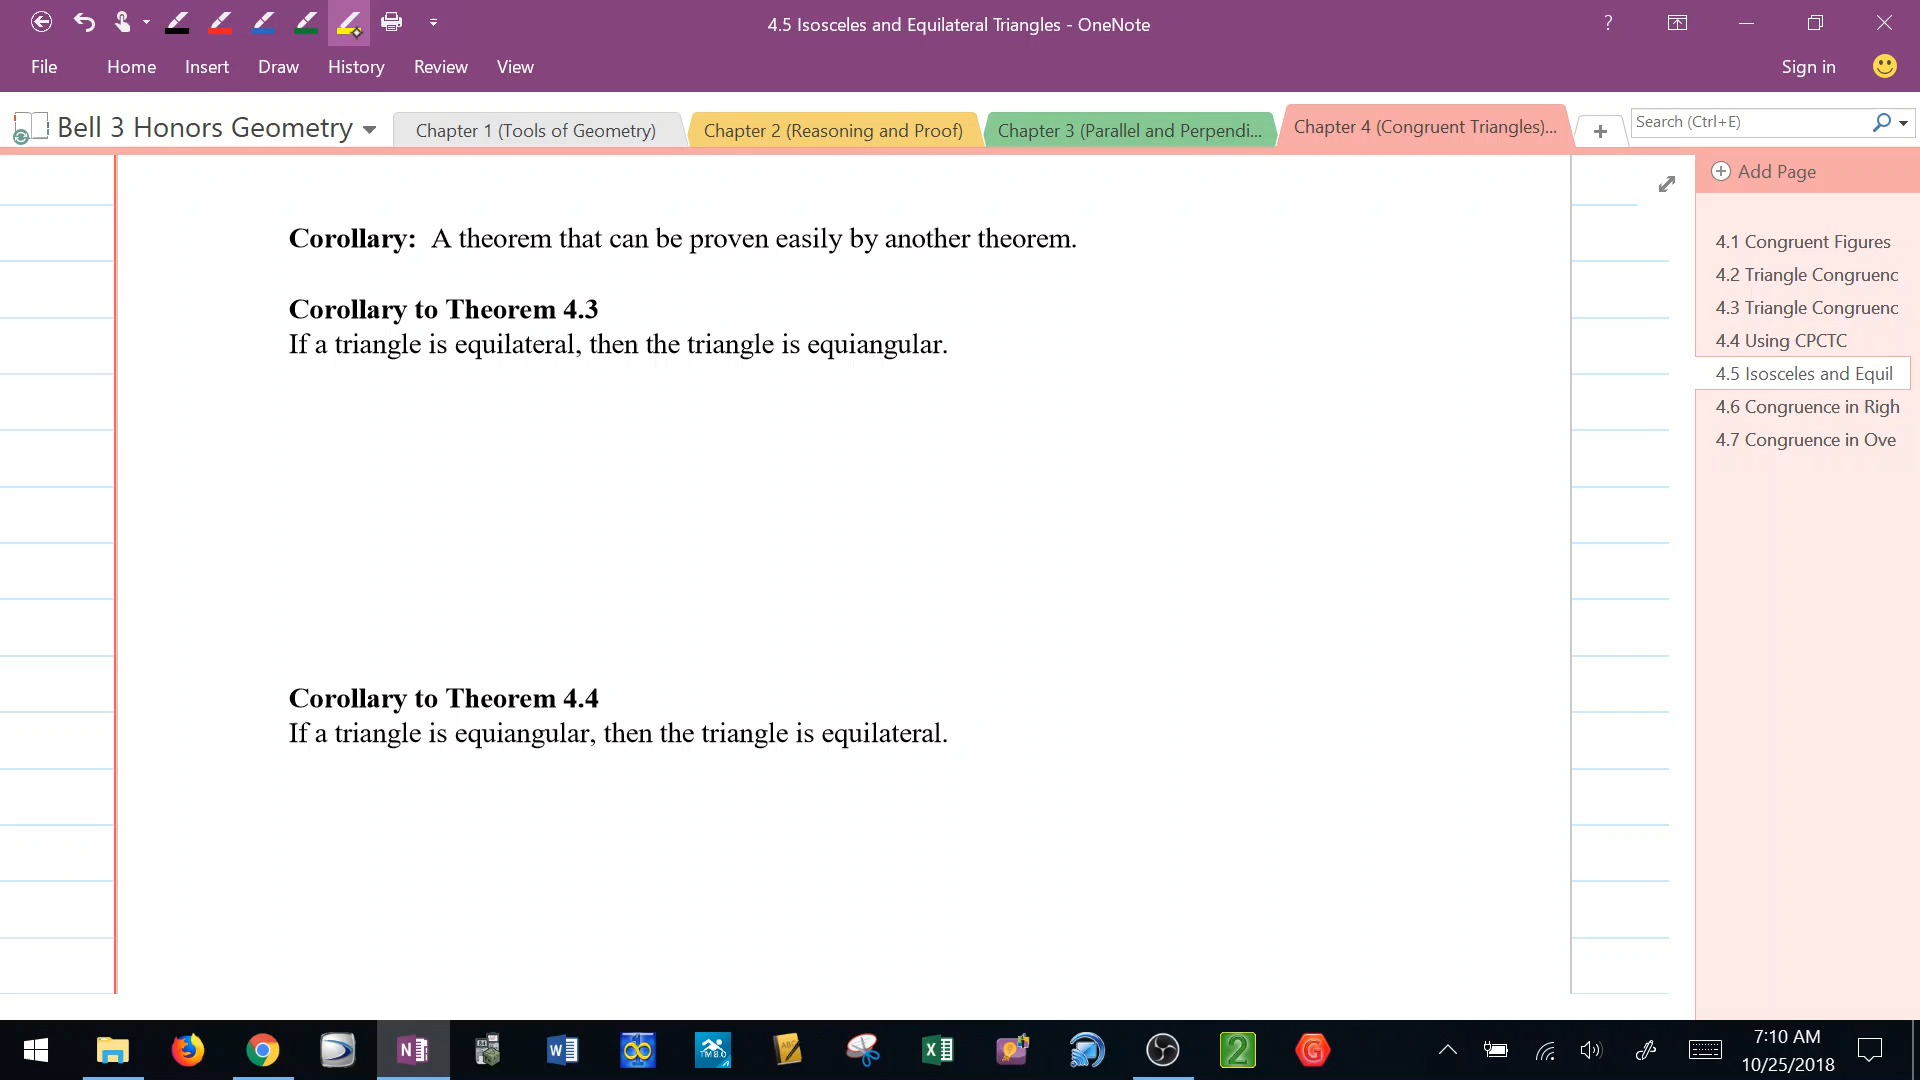 4.5 Isosceles and Equilateral Triangles - OneNote
?
File Home Insert Draw History Review View
Sign in
Bell 3 Honors Geometry
Chapter 1 (Tools of Geometry)
Chapter 2 (Reasoning and Proof)
Chapter 3 (Parallel and Perpendi...
Chapter 4 (Congruent Triangles)...
+
Search (Ctrl+E)
Add Page
4.1 Congruent Figures
4.2 Triangle Congruenc
4.3 Triangle Congruenc
4.4 Using CPCTC
4.5 Isosceles and Equil
4.6 Congruence in Righ
4.7 Congruence in Ove
Corollary: A theorem that can be proven easily by another theorem.
Corollary to Theorem 4.3
If a triangle is equilateral, then the triangle is equiangular.
Corollary to Theorem 4.4
If a triangle is equiangular, then the triangle is equilateral.
7:10 AM
10/25/2018